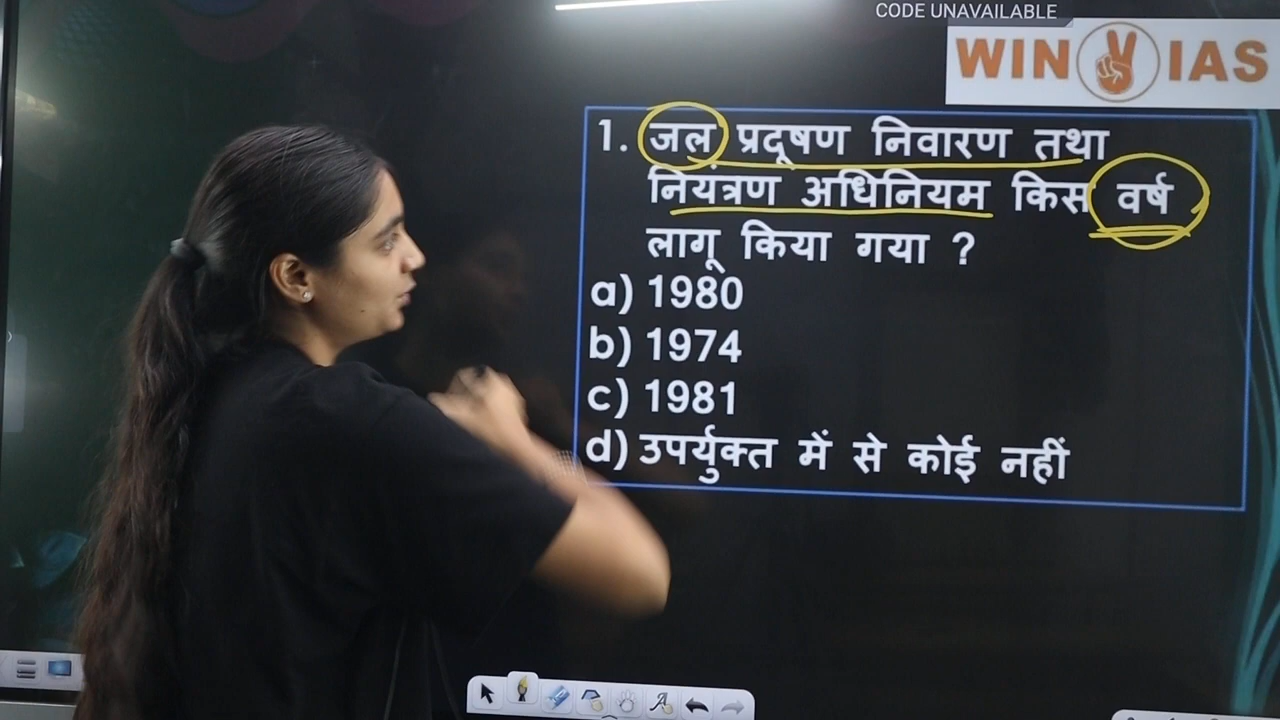 CODE UNAVAILABLE
WIN IAS
1. जल प्रदूषण निवारण तथा
नियंत्रण अधिनियम किस वर्ष
लागू किया गया ?
a) 1980
b) 1974
c) 1981
d) उपर्युक्त में से कोई नहीं